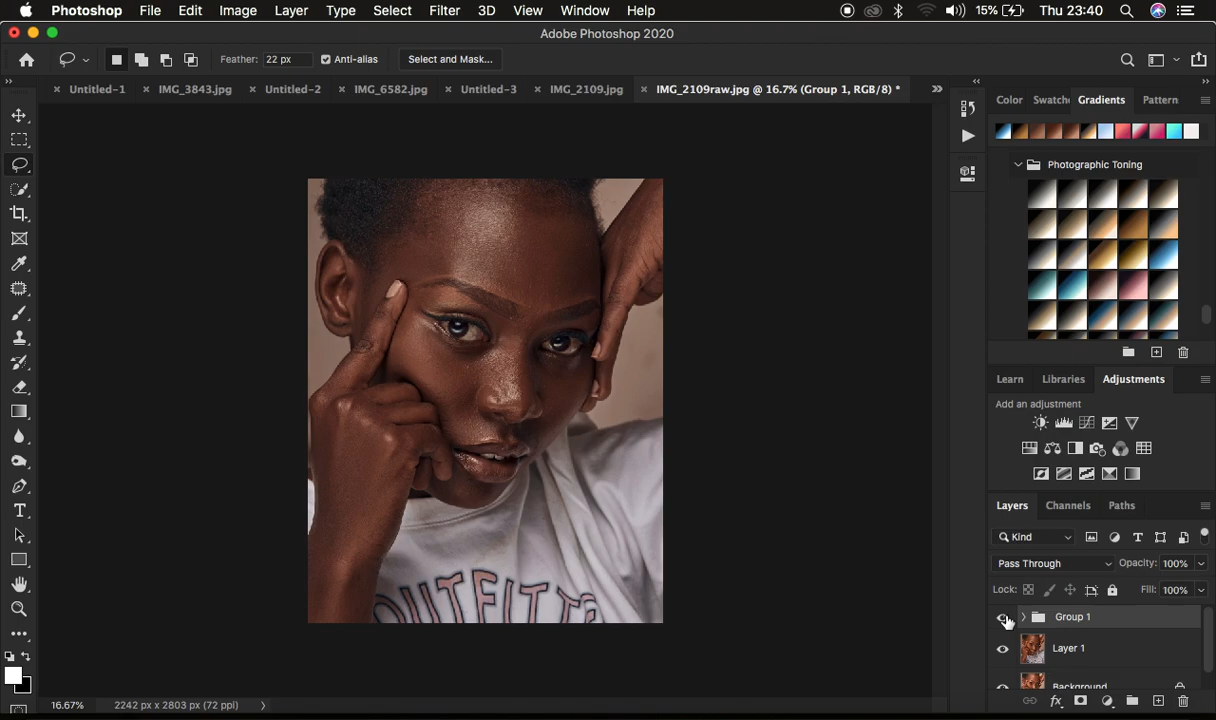 Photoshop File Edit Image Layer Type Select Filter 3D View Window Help 15% Thu 23:40
Adobe Photoshop 2020
Feather: 22 px Anti-alias Select and Mask...
Untitled-1 IMG_3843.jpg Untitled-2 IMG_6582.jpg Untitled-3 IMG_2109.jpg IMG_2109raw.jpg @ 16.7% (Group 1, RGB/8) *
Color Swatche Gradients Pattern
Photographic Toning
Learn Libraries Adjustments
Add an adjustment
Layers Channels Paths
Kind
Pass Through Opacity: 100%
Lock: Fill: 100%
Group 1
Layer 1
Background
OUTFITTE
16.67% 2242 px x 2803 px (72 ppi)